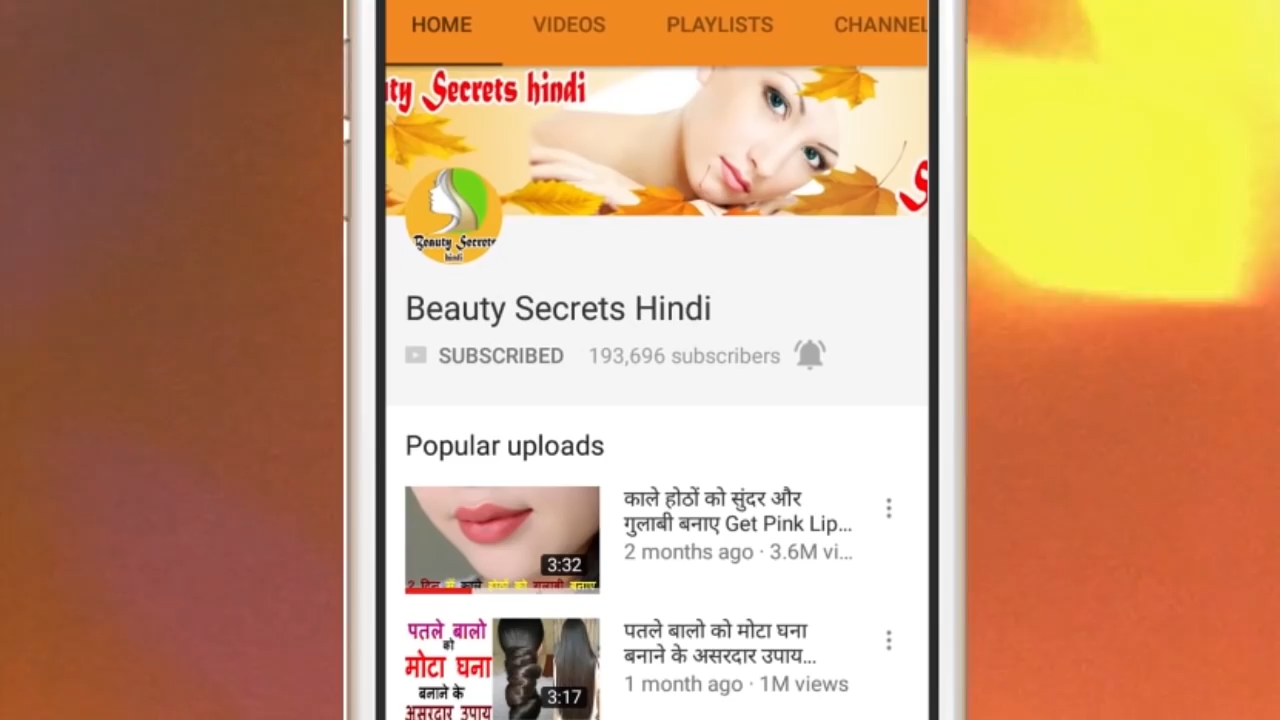 HOME VIDEOS PLAYLISTS CHANNEL
ty Secrets hindi
S
Beauty Secrets
hindi
Beauty Secrets Hindi
SUBSCRIBED 193,696 subscribers
Popular uploads
काले होठों को सुंदर और
गुलाबी बनाए Get Pink Lip...
2 months ago · 3.6M vi...
3:32
2 दिन में काले होठों को गुलाबी बनाए
पतले बालो को मोटा घना
बनाने के असरदार उपाय...
1 month ago · 1M views
पतले बालो
को
मोटा घना
बनाने के
असरदार उपाय
3:17